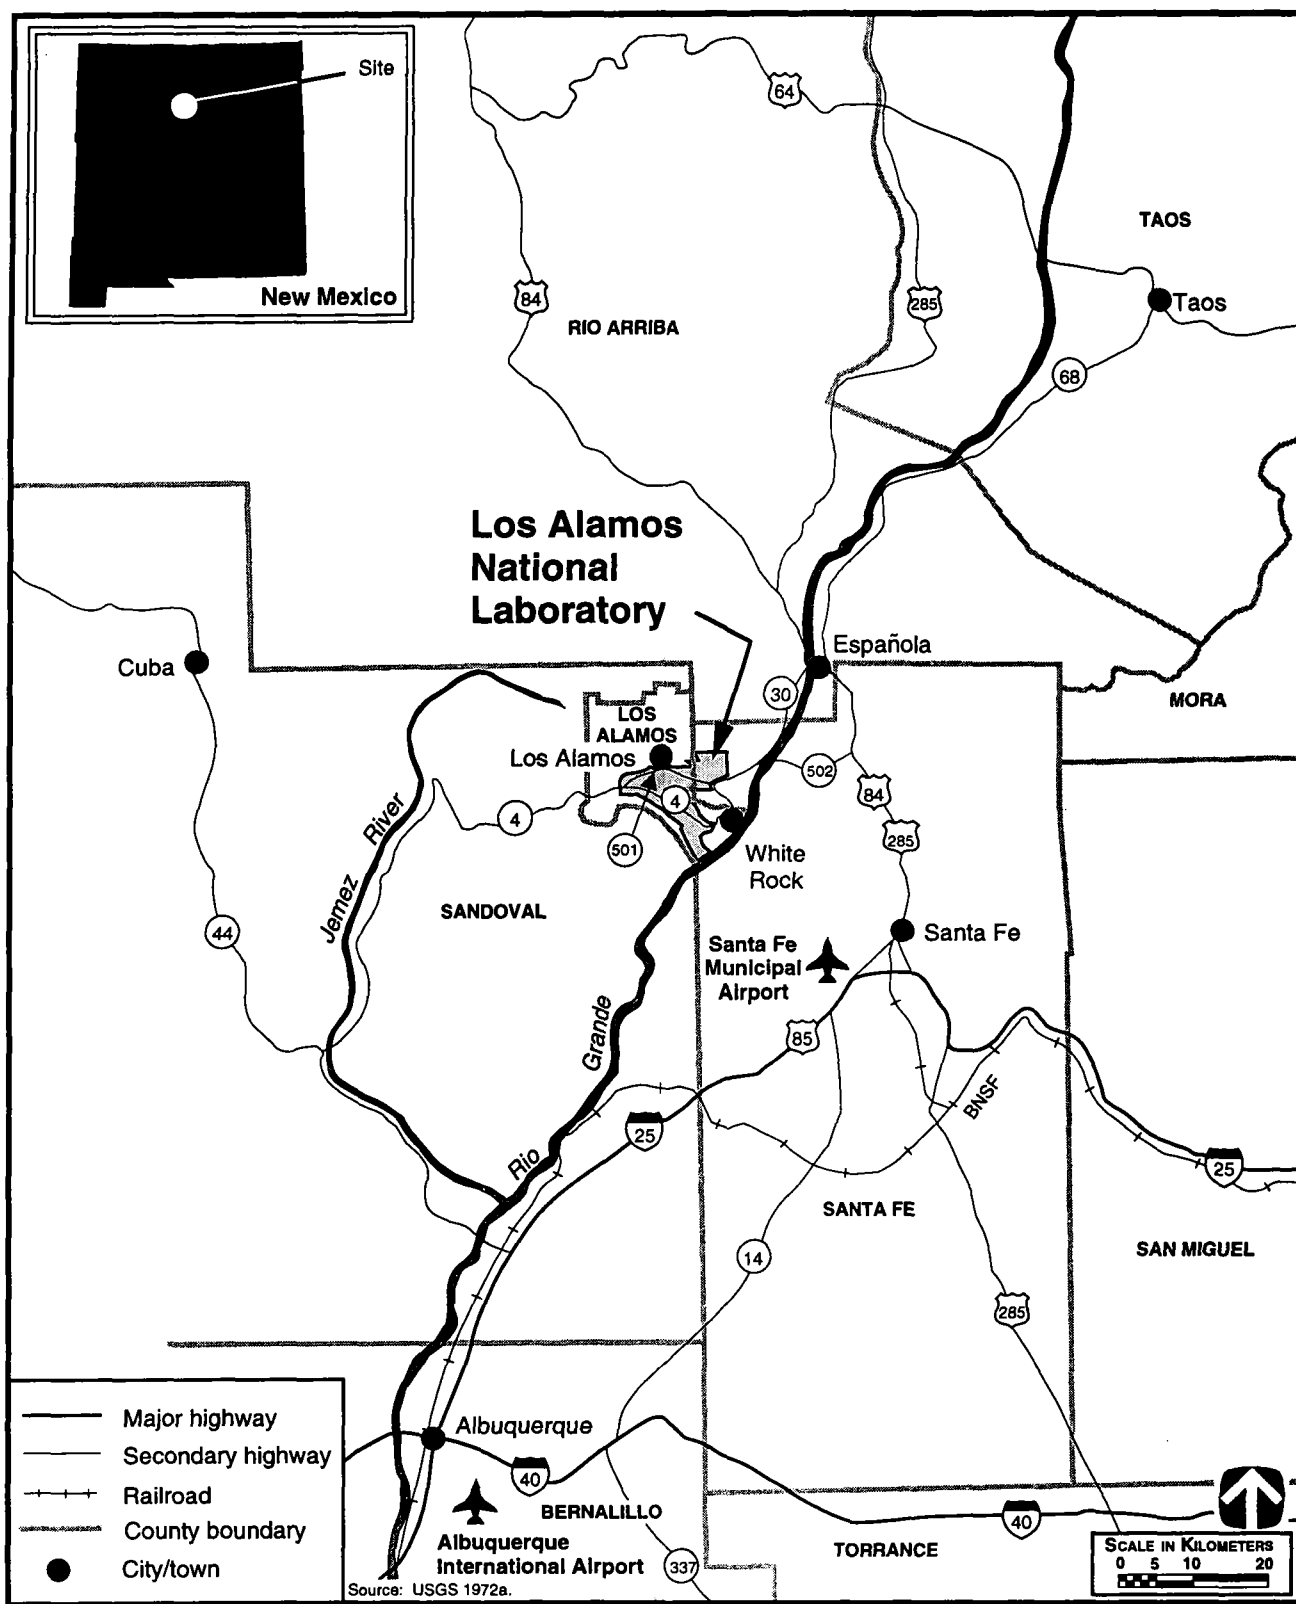 Site
New Mexico
64
TAOS
84
285
Taos
RIO ARRIBA
68
Los Alamos
National
Laboratory
Española
Cuba
30
MORA
LOS
ALAMOS
Los Alamos
502
84
4
4
285
501
White
Rock
Jemez River
SANDOVAL
44
Santa Fe
Santa Fe
Municipal
Airport
85
Rio Grande
BNSF
25
25
SANTA FE
SAN MIGUEL
14
285
Major highway
Secondary highway
Railroad
County boundary
City/town
Albuquerque
40
BERNALILLO
40
Albuquerque
International Airport
TORRANCE
337
Source: USGS 1972a.
SCALE IN KILOMETERS
0 5 10 20